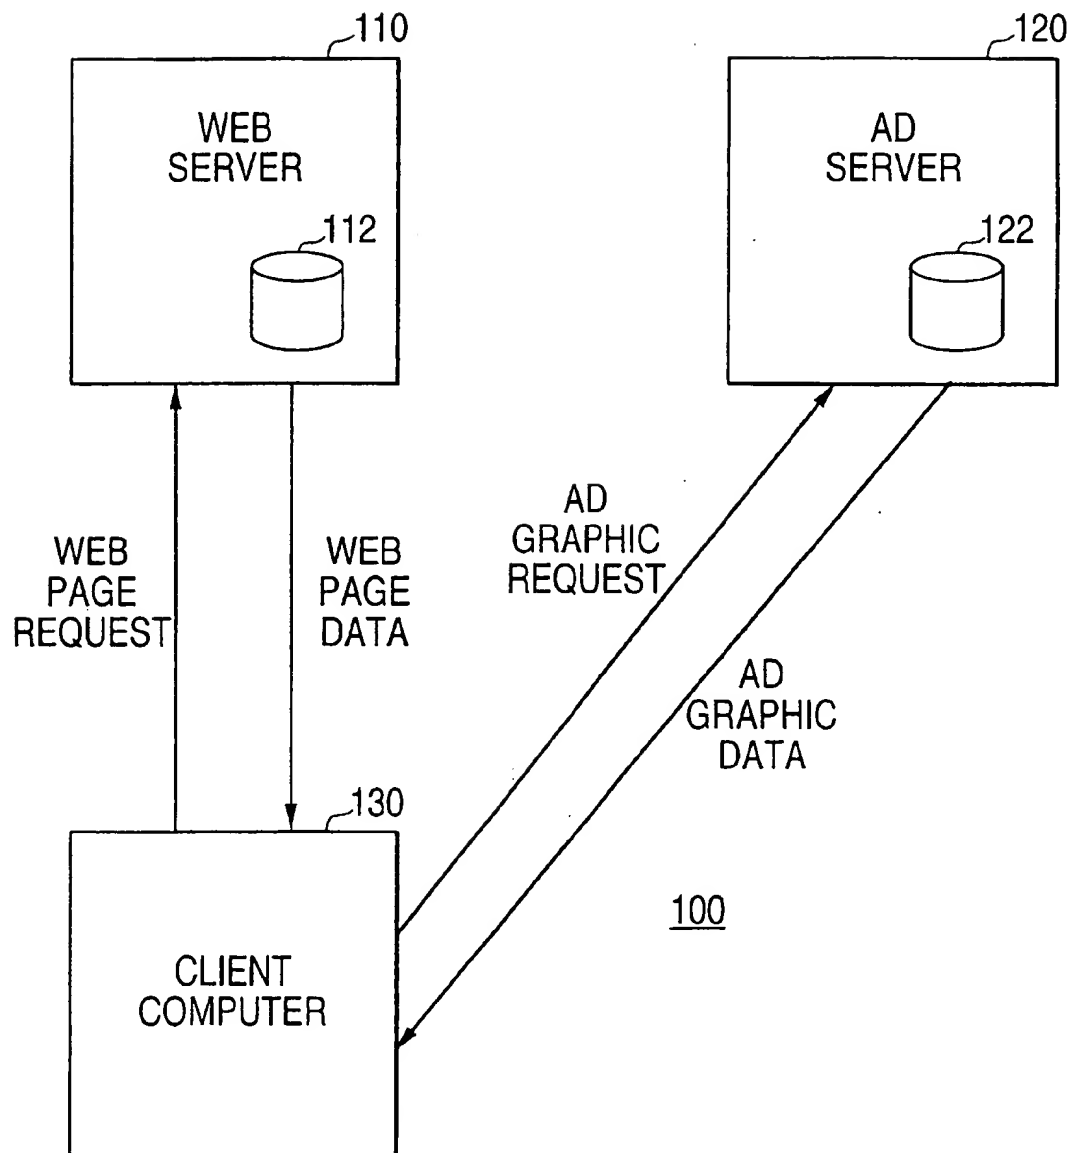 110
120
WEB
SERVER
AD
SERVER
112
122
AD
GRAPHIC
REQUEST
WEB
PAGE
REQUEST
WEB
PAGE
DATA
AD
GRAPHIC
DATA
130
100
CLIENT
COMPUTER